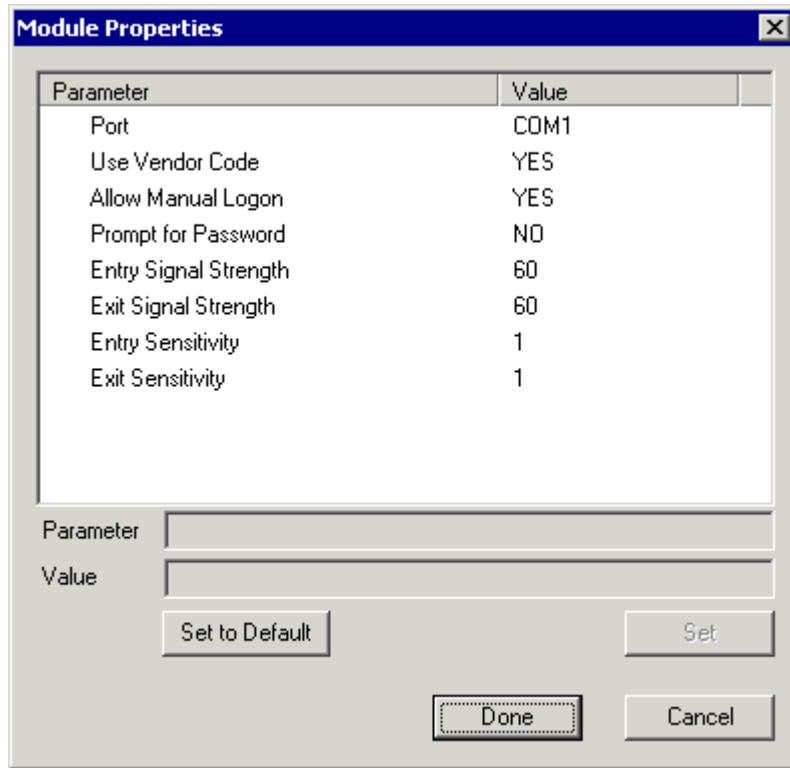 Module Properties
Parameter Value
Port COM1
Use Vendor Code YES
Allow Manual Logon YES
Prompt for Password NO
Entry Signal Strength 60
Exit Signal Strength 60
Entry Sensitivity 1
Exit Sensitivity 1
Parameter
Value
Set to Default Set
Done Cancel